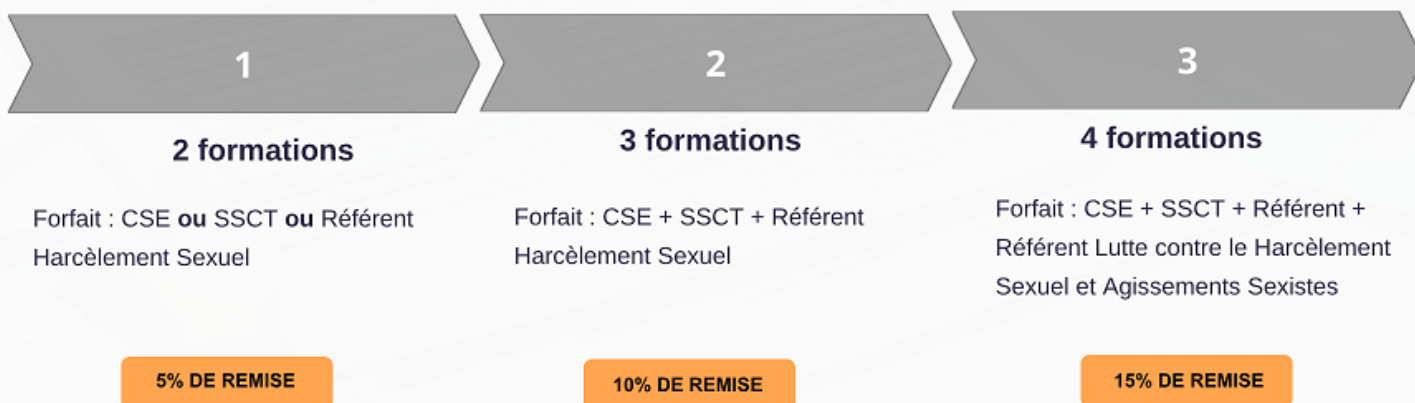 1
2 formations
Forfait : CSE ou SSCT ou Référent
Harcèlement Sexuel
5% DE REMISE
2
3 formations
Forfait : CSE + SSCT + Référent
Harcèlement Sexuel
10% DE REMISE
3
4 formations
Forfait : CSE + SSCT + Référent +
Référent Lutte contre le Harcèlement
Sexuel et Agissements Sexistes
15% DE REMISE